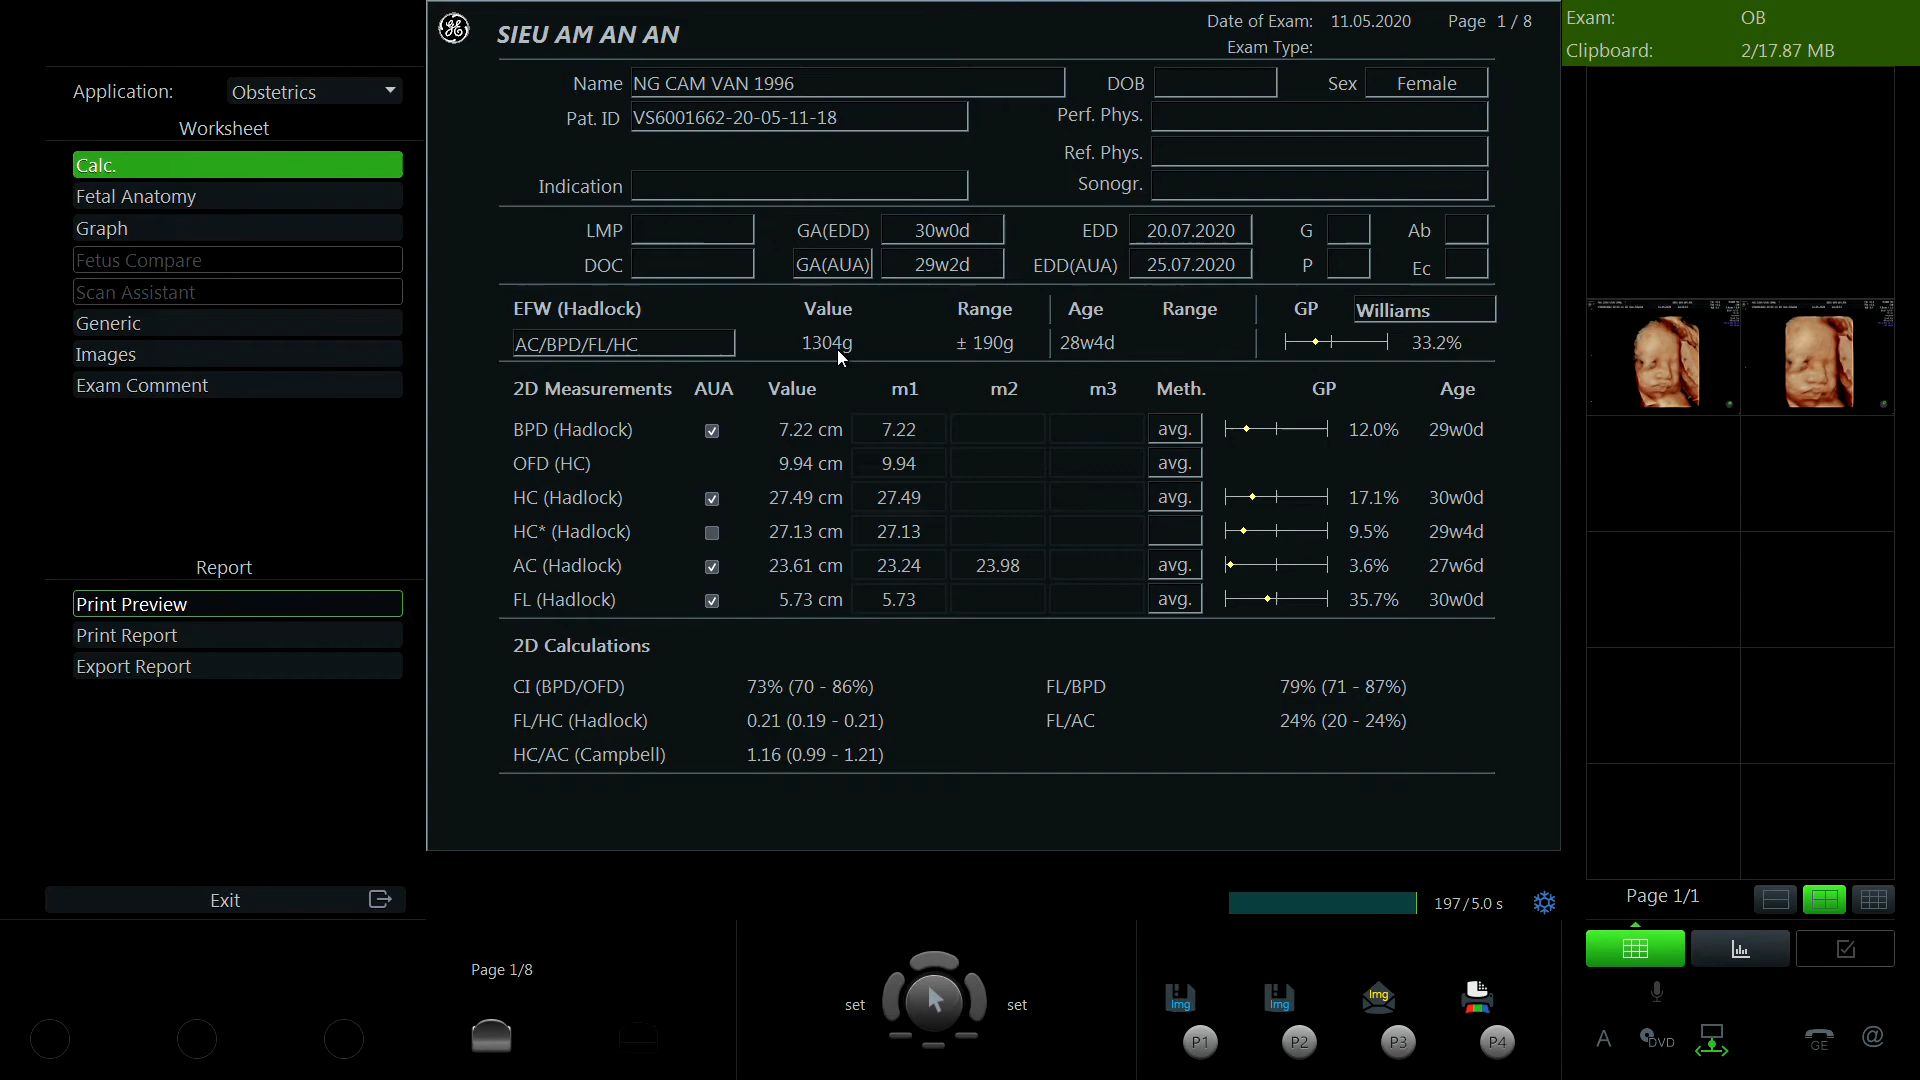 SIEU AM AN AN
Date of Exam: 11.05.2020 Page 1 / 8
Exam Type:
Exam: OB
Clipboard: 2/17.87 MB
Application: Obstetrics
Worksheet
Calc.
Fetal Anatomy
Graph
Fetus Compare
Scan Assistant
Generic
Images
Exam Comment
Report
Print Preview
Print Report
Export Report
Exit
Name NG CAM VAN 1996 DOB Sex Female
Pat. ID VS6001662-20-05-11-18 Perf. Phys.
Ref. Phys.
Indication Sonogr.
LMP GA(EDD) 30w0d EDD 20.07.2020 G Ab
DOC GA(AUA) 29w2d EDD(AUA) 25.07.2020 P Ec
EFW (Hadlock) Value Range Age Range GP Williams
AC/BPD/FL/HC 1304g ± 190g 28w4d 33.2%
2D Measurements AUA Value m1 m2 m3 Meth. GP Age
BPD (Hadlock) 7.22 cm 7.22 avg. 12.0% 29w0d
OFD (HC) 9.94 cm 9.94 avg.
HC (Hadlock) 27.49 cm 27.49 avg. 17.1% 30w0d
HC* (Hadlock) 27.13 cm 27.13 9.5% 29w4d
AC (Hadlock) 23.61 cm 23.24 23.98 avg. 3.6% 27w6d
FL (Hadlock) 5.73 cm 5.73 avg. 35.7% 30w0d
2D Calculations
CI (BPD/OFD) 73% (70 - 86%) FL/BPD 79% (71 - 87%)
FL/HC (Hadlock) 0.21 (0.19 - 0.21) FL/AC 24% (20 - 24%)
HC/AC (Campbell) 1.16 (0.99 - 1.21)
197/5.0 s
Page 1/1
Page 1/8
set set
Img Img Img
P1 P2 P3 P4
A DVD GE @